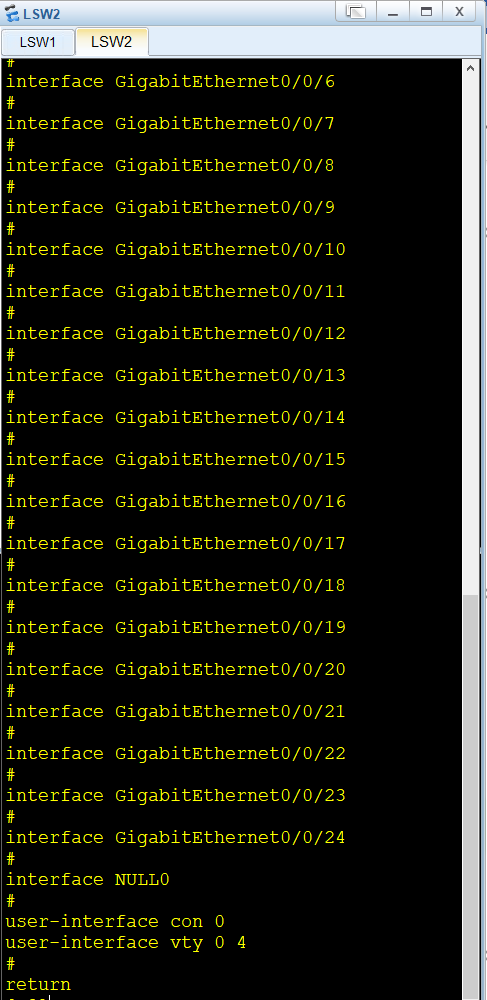 LSW2
LSW1
LSW2
#
interface GigabitEthernet0/0/6
#
interface GigabitEthernet0/0/7
#
interface GigabitEthernet0/0/8
#
interface GigabitEthernet0/0/9
#
interface GigabitEthernet0/0/10
#
interface GigabitEthernet0/0/11
#
interface GigabitEthernet0/0/12
#
interface GigabitEthernet0/0/13
#
interface GigabitEthernet0/0/14
#
interface GigabitEthernet0/0/15
#
interface GigabitEthernet0/0/16
#
interface GigabitEthernet0/0/17
#
interface GigabitEthernet0/0/18
#
interface GigabitEthernet0/0/19
#
interface GigabitEthernet0/0/20
#
interface GigabitEthernet0/0/21
#
interface GigabitEthernet0/0/22
#
interface GigabitEthernet0/0/23
#
interface GigabitEthernet0/0/24
#
interface NULL0
#
user-interface con 0
user-interface vty 0 4
#
return